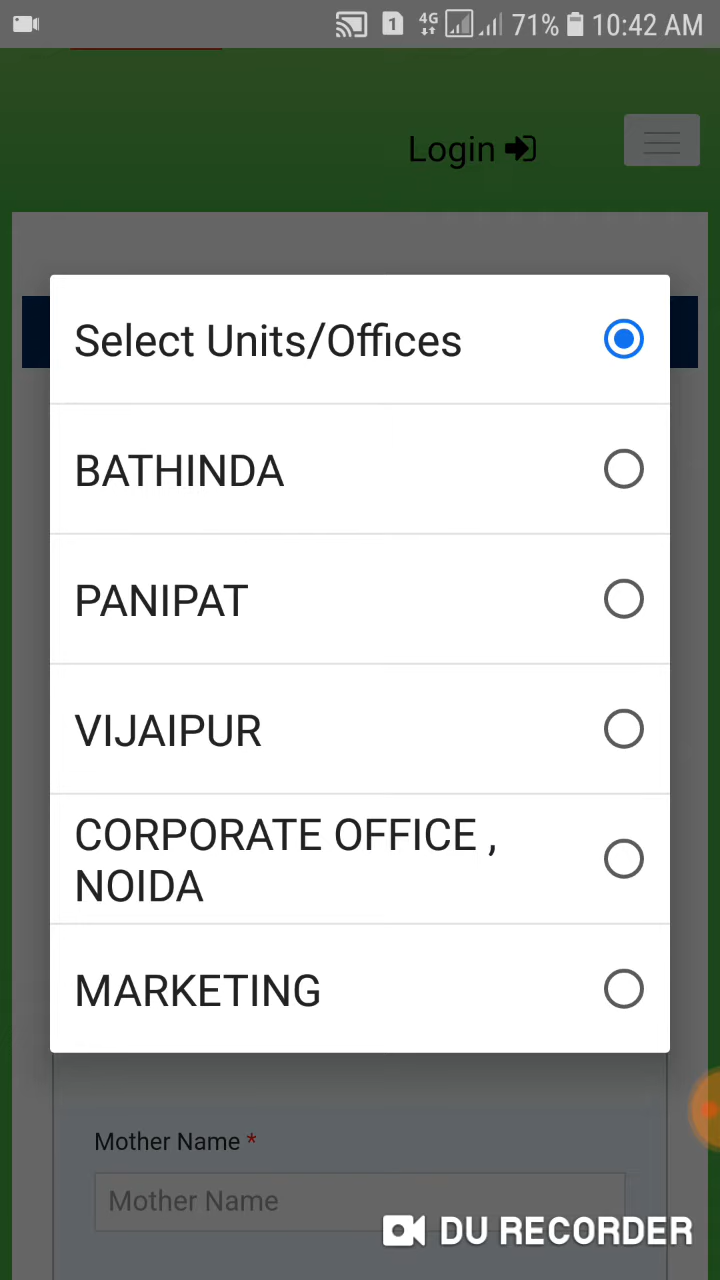 1 4G 71% 10:42 AM
Login
Select Units/Offices
BATHINDA
PANIPAT
VIJAIPUR
CORPORATE OFFICE ,
NOIDA
MARKETING
Mother Name *
Mother Name
DU RECORDER